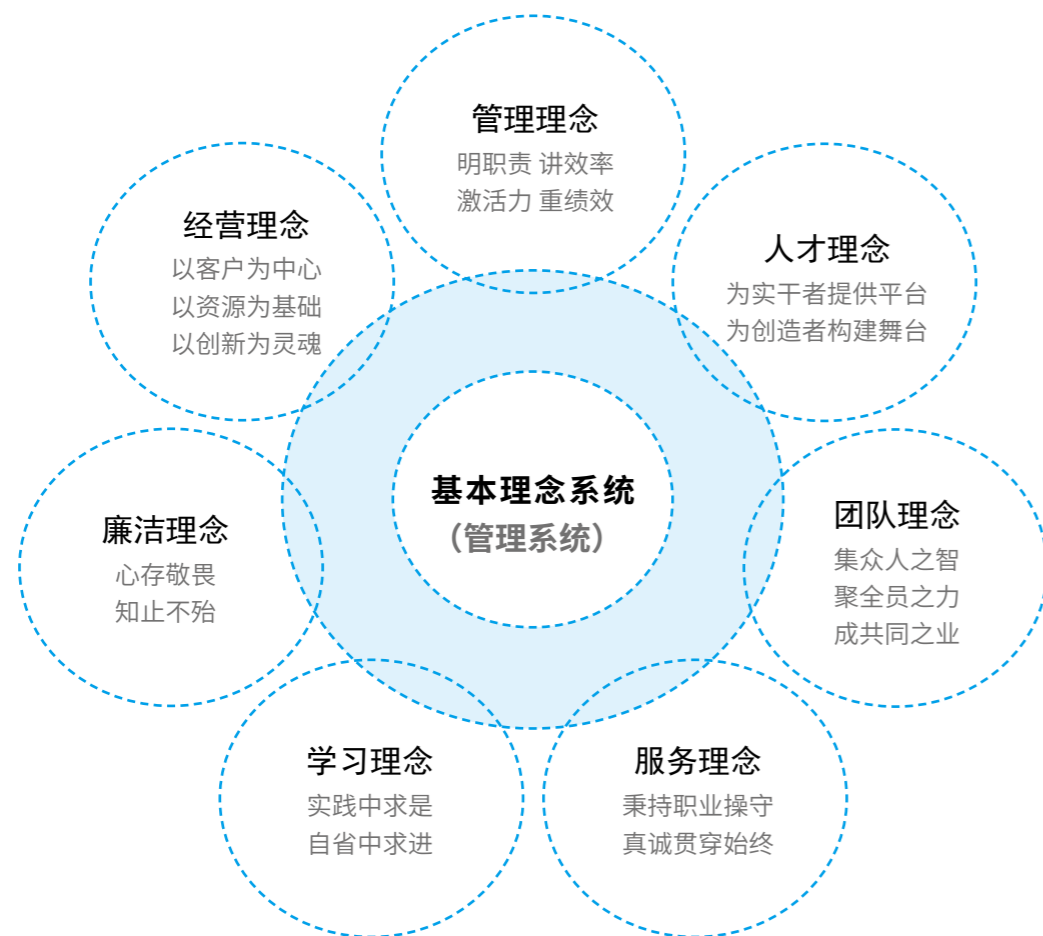 管理理念
明职责 讲效率
激活力 重绩效
经营理念
以客户为中心
以资源为基础
以创新为灵魂
人才理念
为实干者提供平台
为创造者构建舞台
基本理念系统
（管理系统）
廉洁理念
心存敬畏
知止不殆
团队理念
集众人之智
聚全员之力
成共同之业
学习理念
实践中求是
自省中求进
服务理念
秉持职业操守
真诚贯穿始终